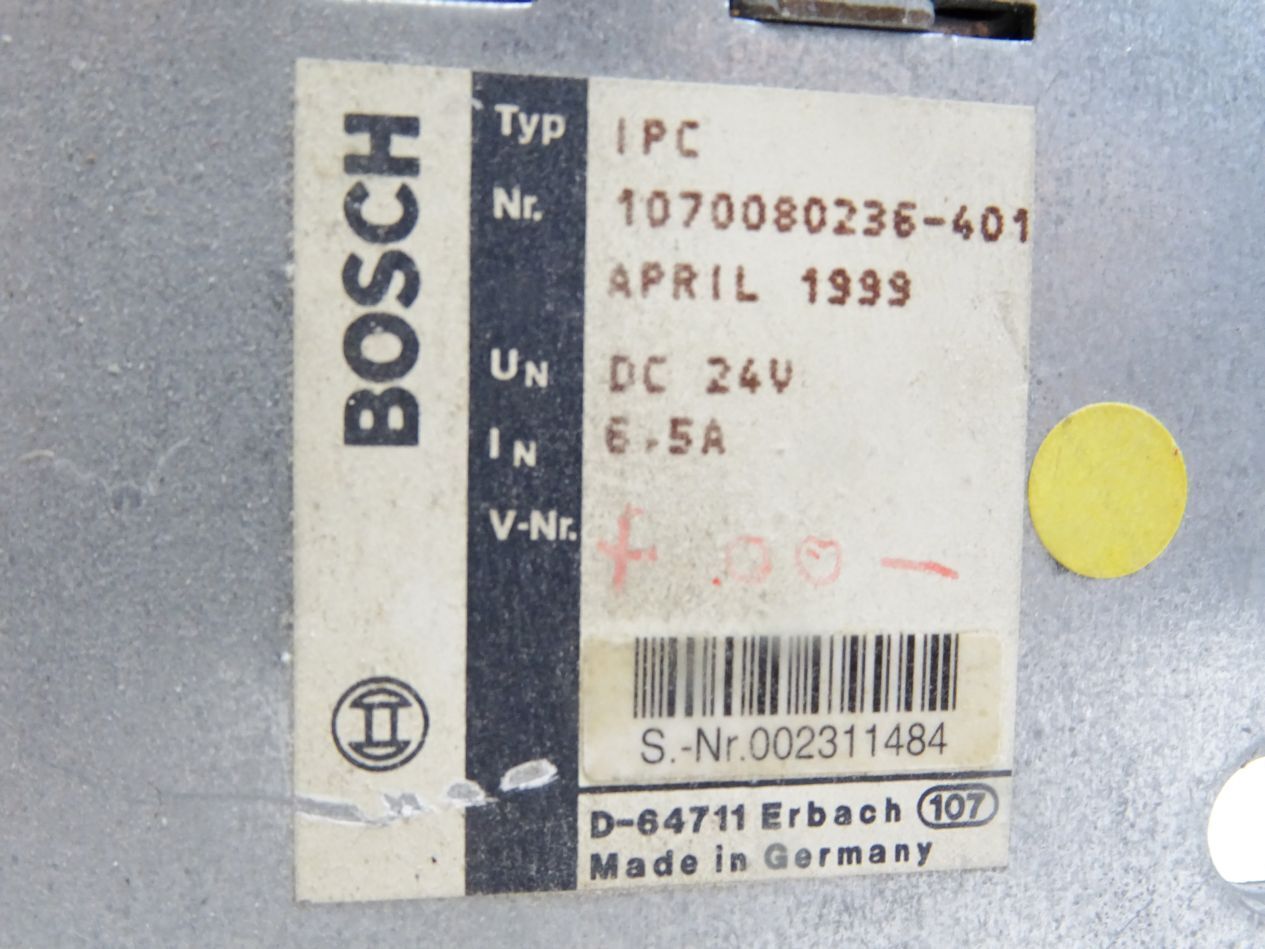 BOSCH
Typ IPC
Nr. 1070080236-401
APRIL 1999
UN DC 24V
IN 6.5A
V-Nr.
S.-Nr.002311484
D-64711 Erbach 107
Made in Germany